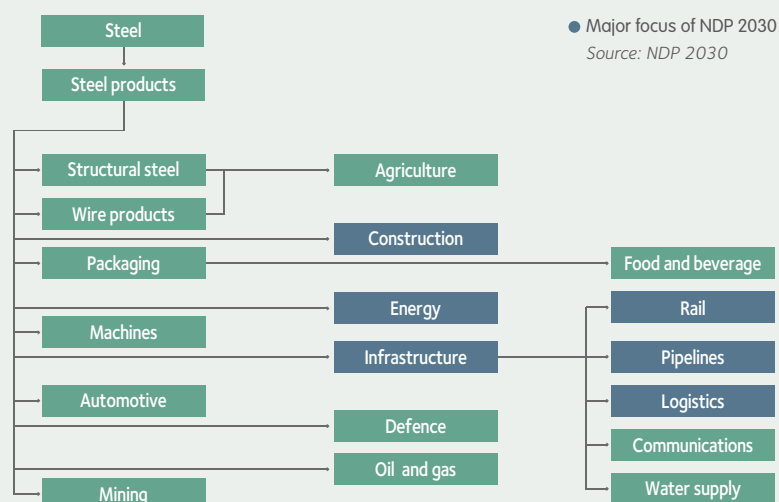 Steel
Major focus of NDP 2030
Source: NDP 2030
Steel products
Structural steel
Agriculture
Wire products
Construction
Packaging
Food and beverage
Energy
Rail
Machines
Infrastructure
Pipelines
Automotive
Logistics
Defence
Communications
Oil and gas
Mining
Water supply